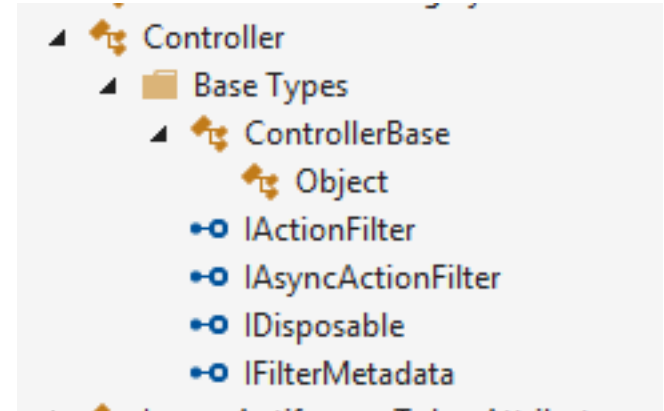 Controller
Base Types
ControllerBase
Object
IActionFilter
IAsyncActionFilter
IDisposable
IFilterMetadata